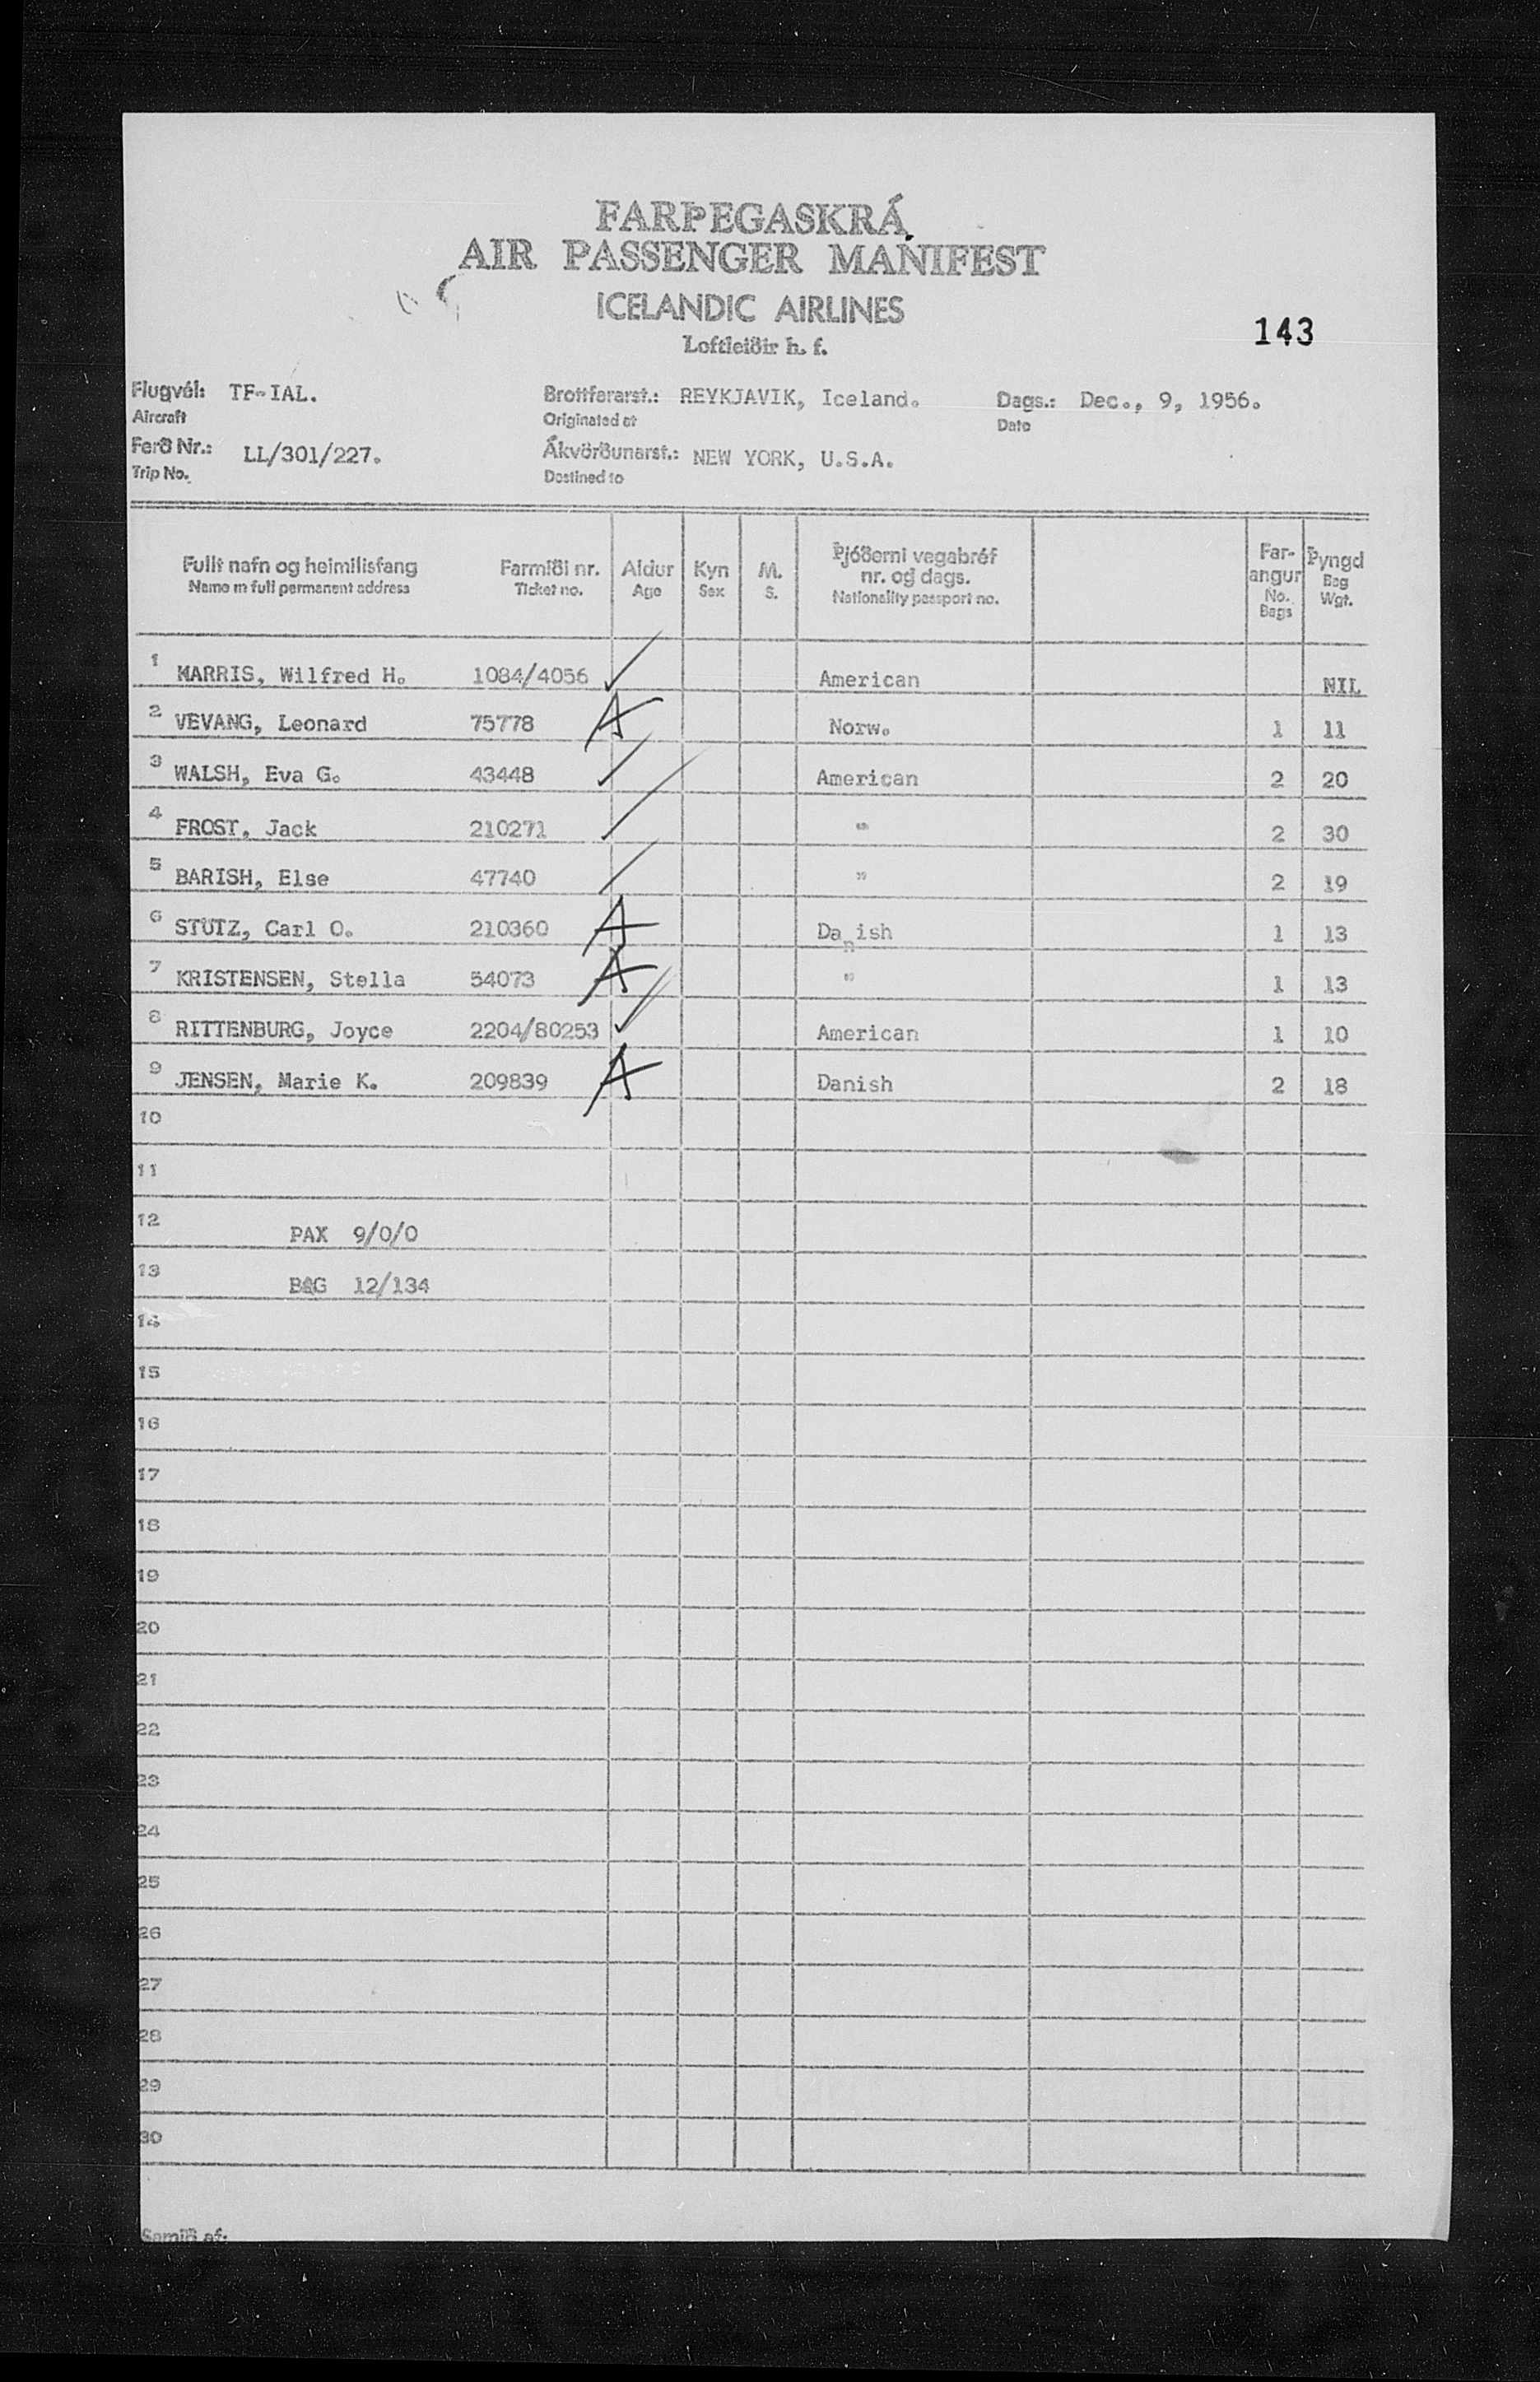 FARÞEGASKRÁ
AIR PASSENGER MANIFEST
ICELANDIC AIRLINES
Loftleiðir h. f.
143
Flugvél: TF-IAL. Brottfararst.: REYKJAVIK, Iceland. Dags.: Dec., 9, 1956.
Aircraft Originated at Date
Ferð Nr.: LL/301/227. Ákvörðunarst.: NEW YORK, U.S.A.
Trip No. Destined to
Fullt nafn og heimilisfang Farmiði nr. Aldur Kyn M. Þjóðerni vegabréf nr. og dags. Farangur Þyngd
Name m full permanent address Ticket no. Age Sex S. Nationality passport no. No. Bags Bag Wgt.
1 MARRIS, Wilfred H. 1084/4056 ✓ American NIL
2 VEVANG, Leonard 75778 A Norw. 1 11
3 WALSH, Eva G. 43448 ✓ American 2 20
4 FROST, Jack 210271 / " 2 30
5 BARISH, Else 47740 / " 2 19
6 STUTZ, Carl O. 210360 A Danish 1 13
7 KRISTENSEN, Stella 54073 A " 1 13
8 RITTENBURG, Joyce 2204/80253 ✓ American 1 10
9 JENSEN, Marie K. 209839 A Danish 2 18
10
11
12 PAX 9/0/0
13 BAG 12/134
14
15
16
17
18
19
20
21
22
23
24
25
26
27
28
29
30
Samið af: